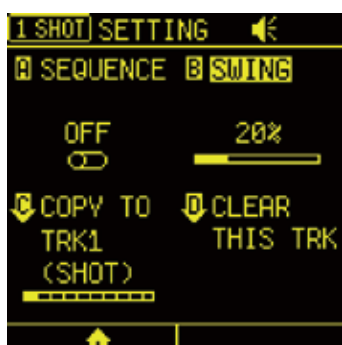 1 SHOT SETTING
A SEQUENCE B SWING
OFF 20%
C COPY TO D CLEAR
TRK1 THIS TRK
(SHOT)